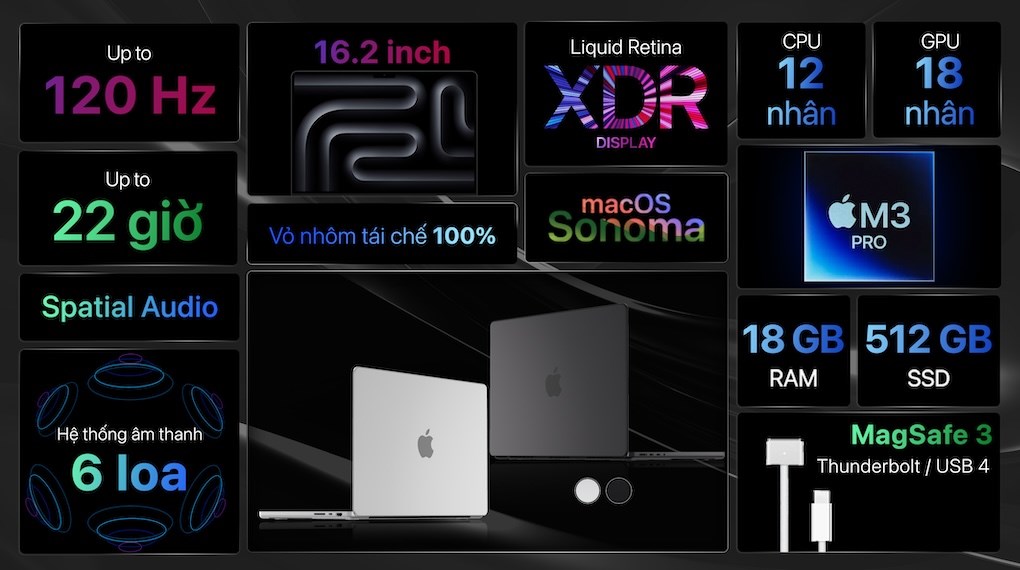 Up to
120 Hz
Up to
22 giờ
Spatial Audio
Hệ thống âm thanh
6 loa
16.2 inch
Vỏ nhôm tái chế 100%
Liquid Retina
XDR
DISPLAY
macOS
Sonoma
CPU
12
nhân
GPU
18
nhân
M3
PRO
18 GB
RAM
512 GB
SSD
MagSafe 3
Thunderbolt / USB 4